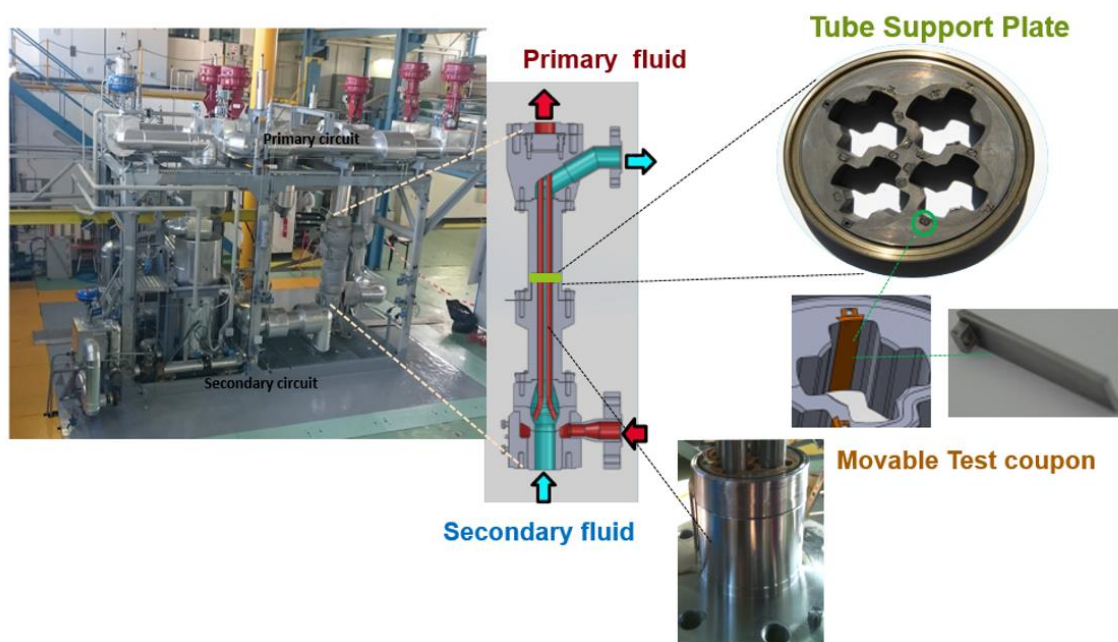 Tube Support Plate
Primary fluid
Primary circuit
Secondary circuit
Movable Test coupon
Secondary fluid